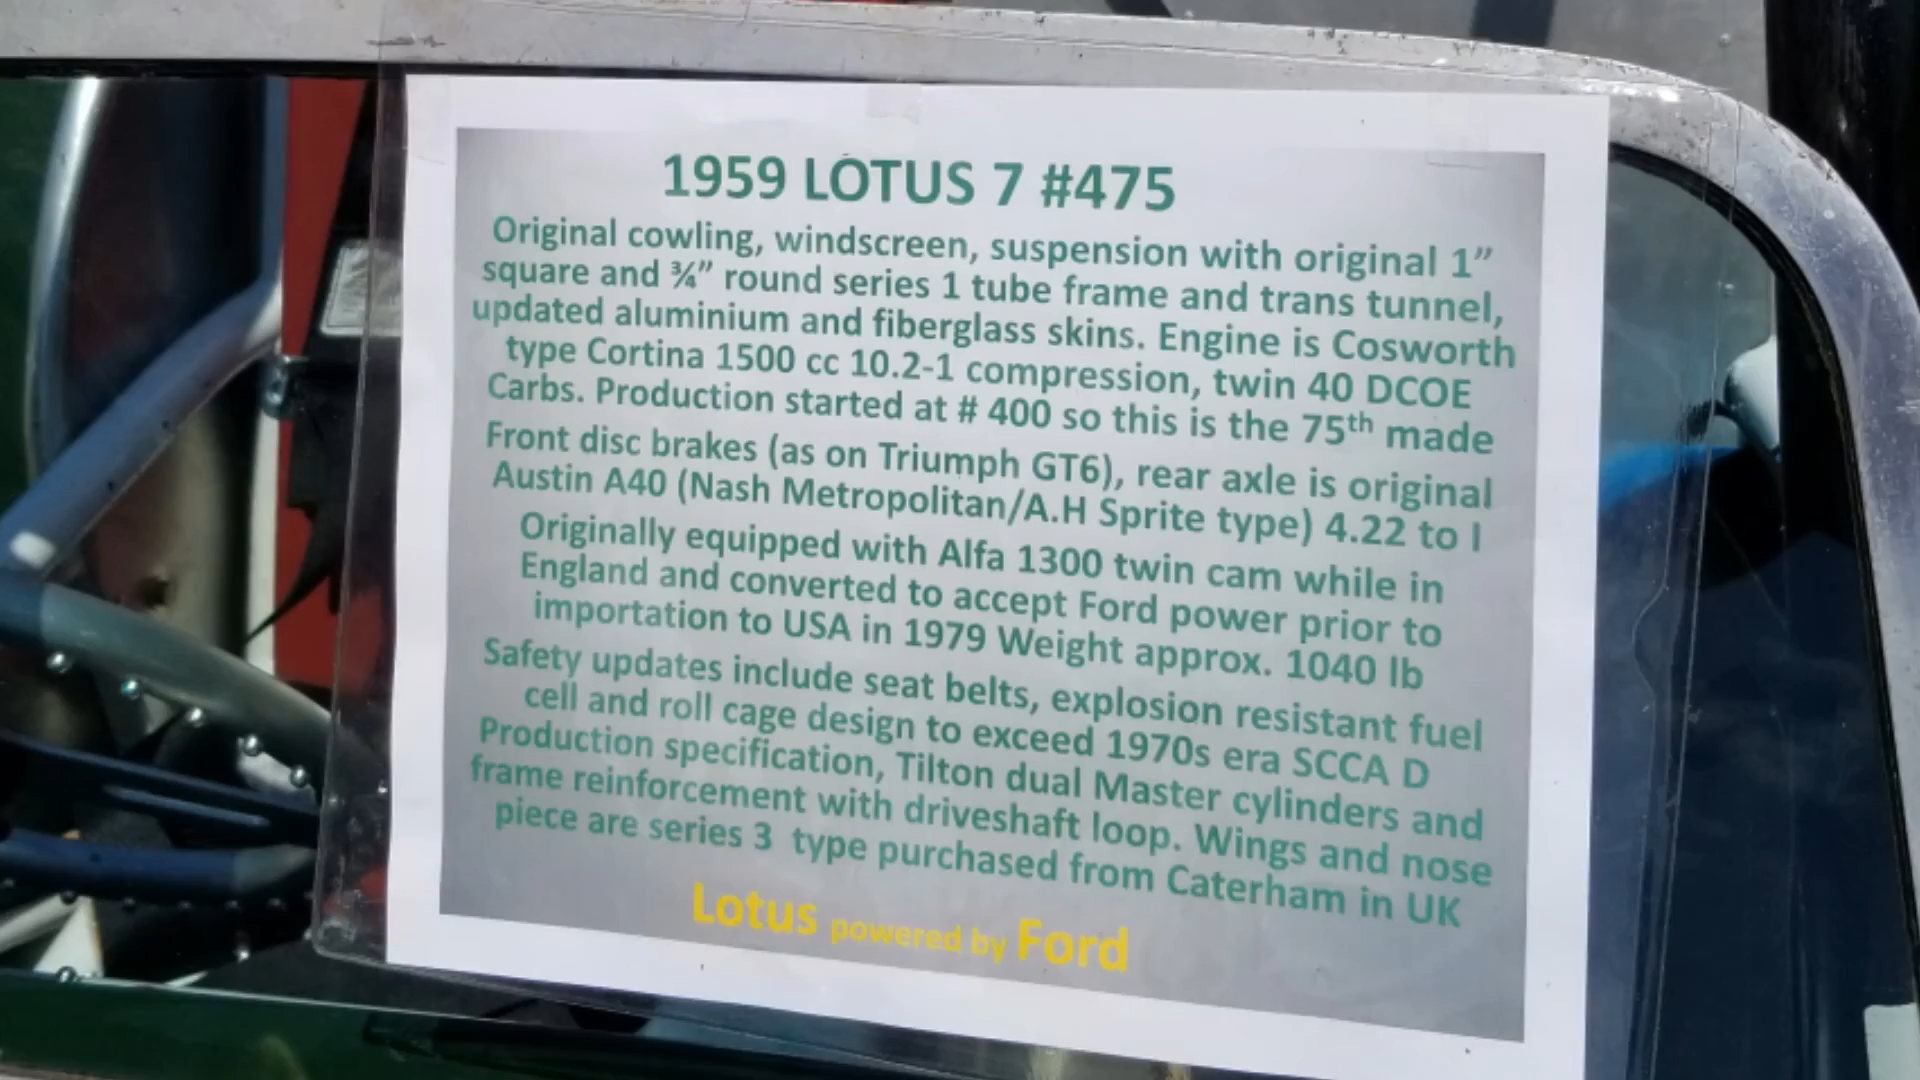 1959 LOTUS 7 #475
Original cowling, windscreen, suspension with original 1”
square and ¾” round series 1 tube frame and trans tunnel,
updated aluminium and fiberglass skins. Engine is Cosworth
type Cortina 1500 cc 10.2-1 compression, twin 40 DCOE
Carbs. Production started at # 400 so this is the 75th made
Front disc brakes (as on Triumph GT6), rear axle is original
Austin A40 (Nash Metropolitan/A.H Sprite type) 4.22 to I
Originally equipped with Alfa 1300 twin cam while in
England and converted to accept Ford power prior to
importation to USA in 1979 Weight approx. 1040 lb
Safety updates include seat belts, explosion resistant fuel
cell and roll cage design to exceed 1970s era SCCA D
Production specification, Tilton dual Master cylinders and
frame reinforcement with driveshaft loop. Wings and nose
piece are series 3 type purchased from Caterham in UK
Lotus powered by Ford